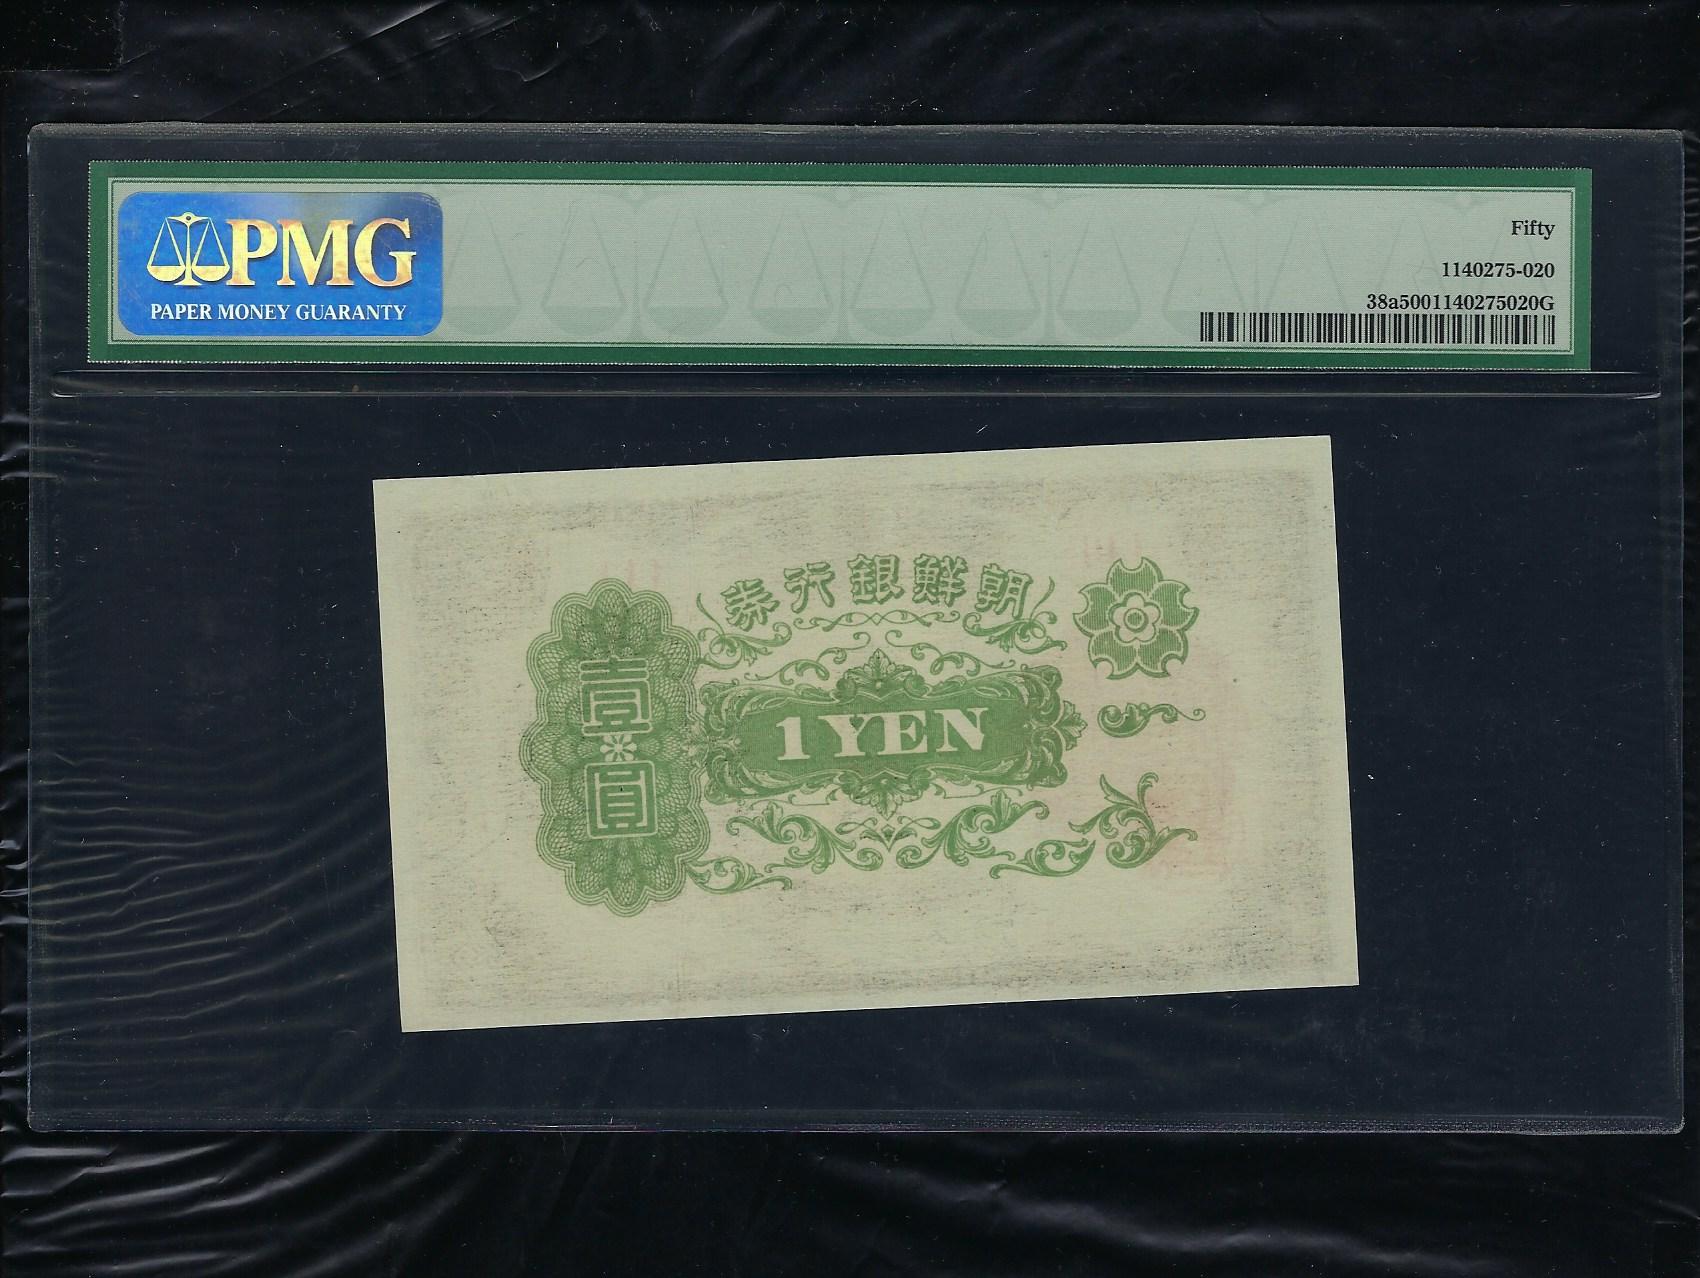 PMG
PAPER MONEY GUARANTY
Fifty
1140275-020
38a5001140275020G
券行銀鮮朝
壹圓
1 YEN